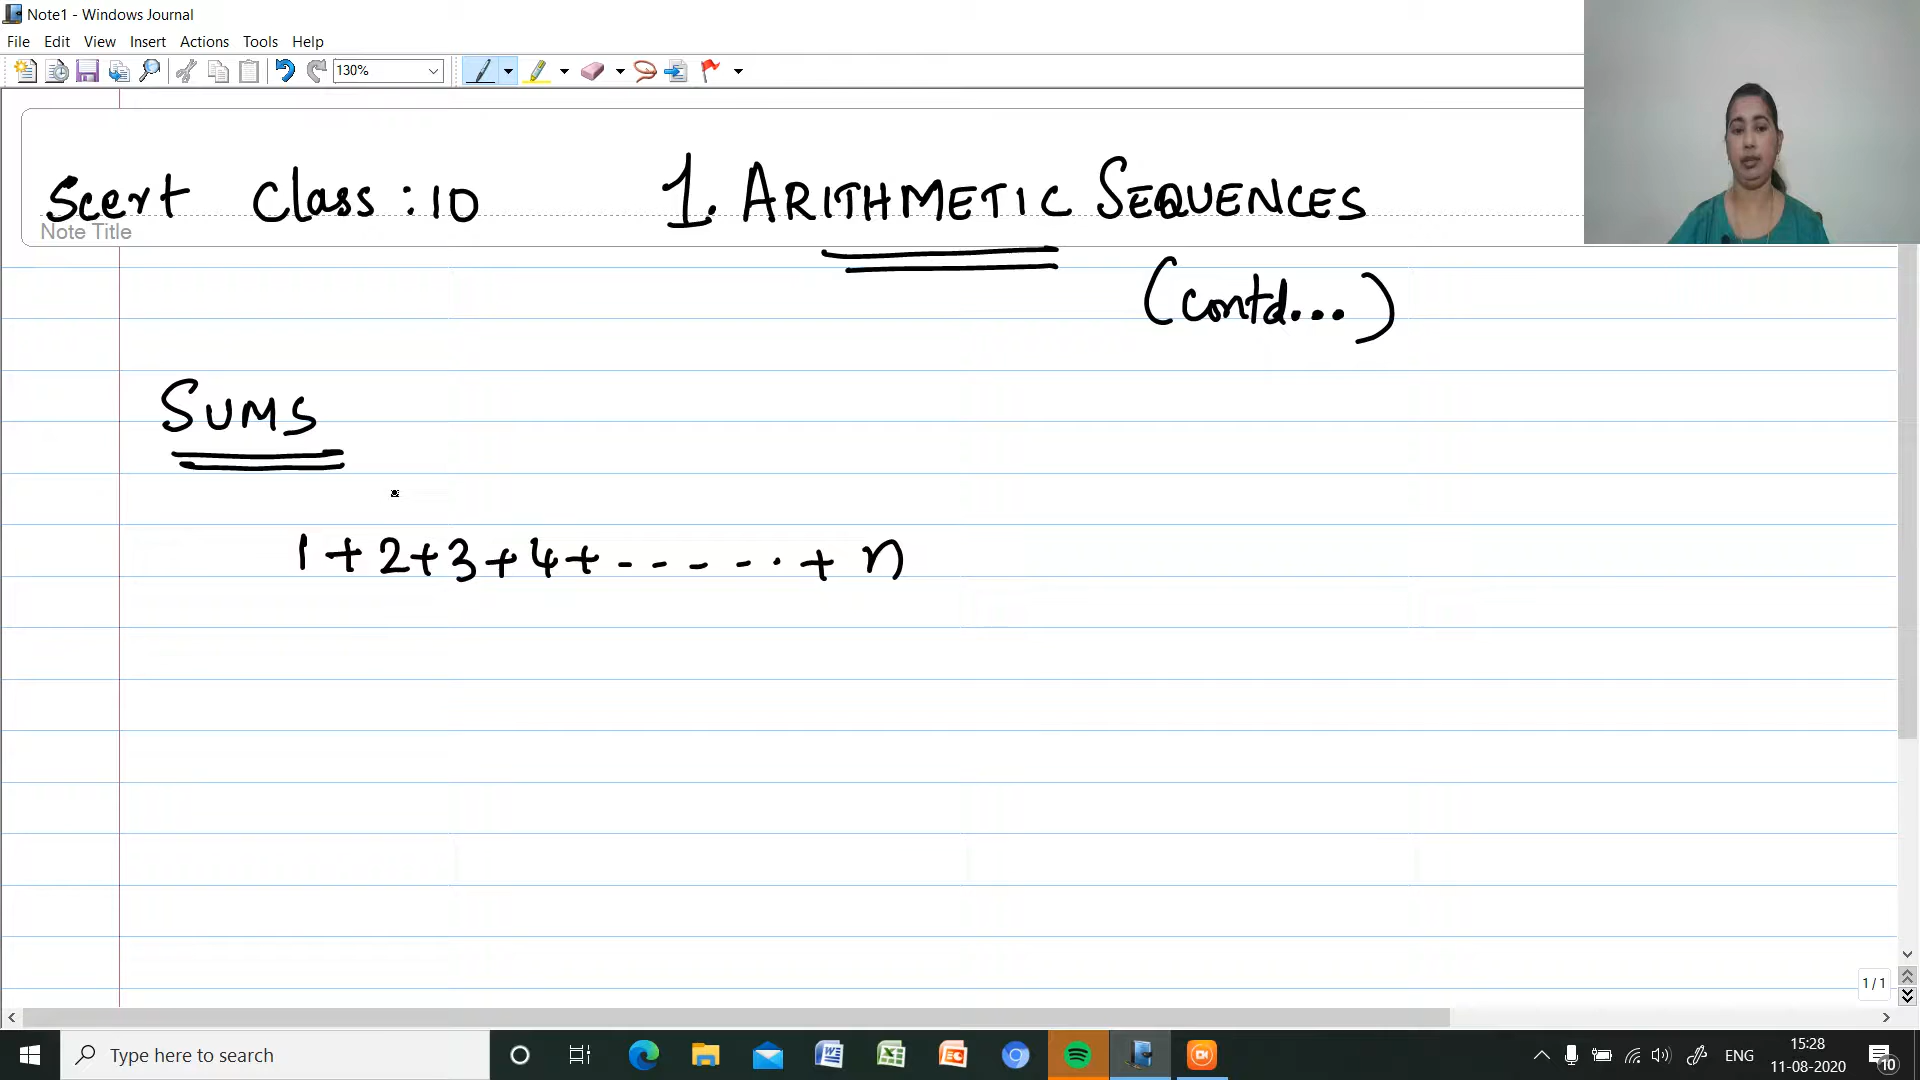 Note1 - Windows Journal
File Edit View Insert Actions Tools Help
130%
Scert Class : 10 1. ARITHMETIC SEQUENCES
Note Title
(contd...)
SUMS
1 + 2 + 3 + 4 + - - - - - . + n
1 / 1
Type here to search
ENG
15:28
11-08-2020
10